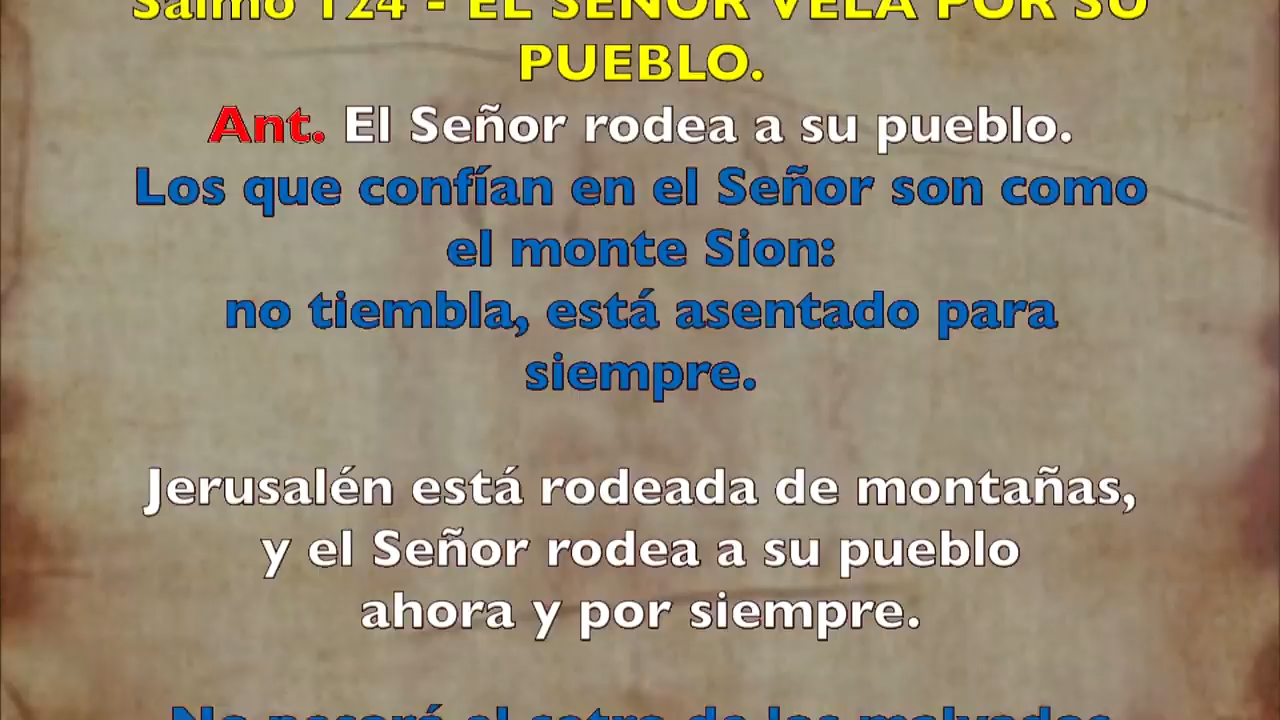 Salmo 124 - EL SEÑOR VELA POR SU
PUEBLO.
Ant. El Señor rodea a su pueblo.
Los que confían en el Señor son como
el monte Sion:
no tiembla, está asentado para
siempre.
Jerusalén está rodeada de montañas,
y el Señor rodea a su pueblo
ahora y por siempre.
No pesará el cetro de los malvados